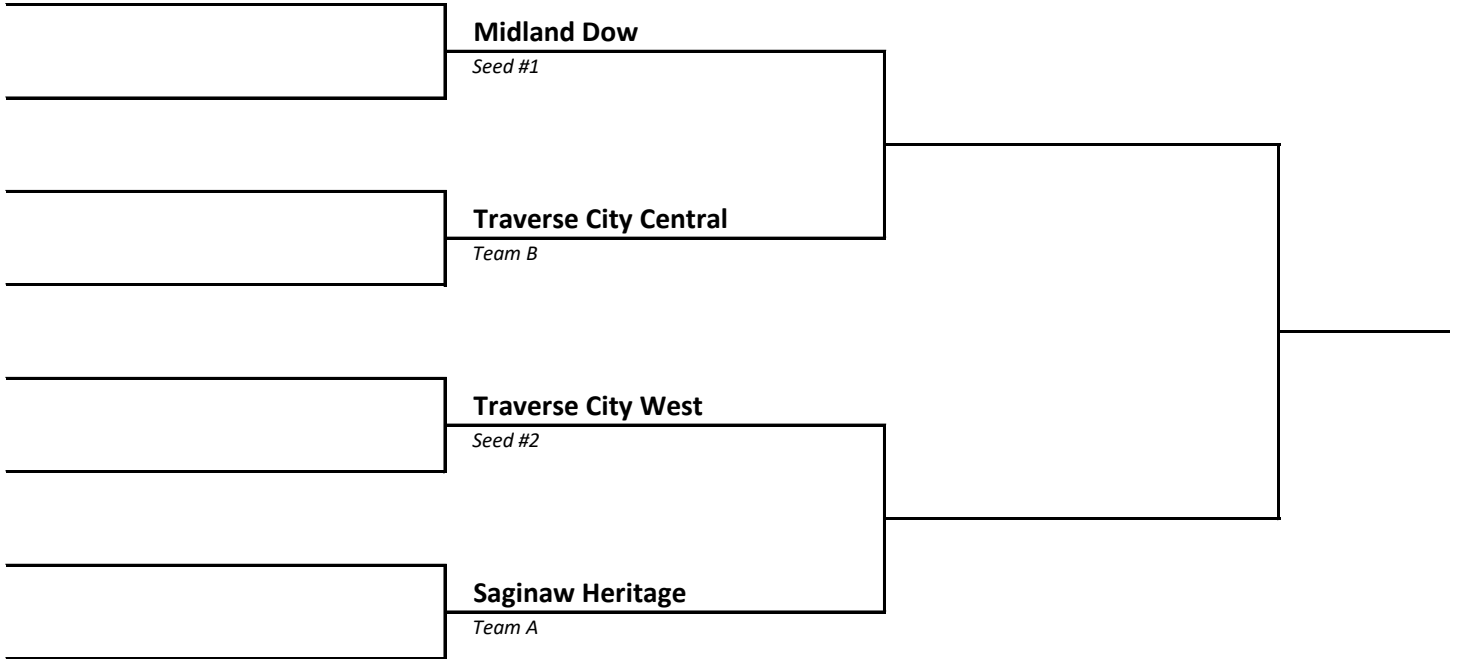 Midland Dow
Seed #1
Traverse City Central
Team B
Traverse City West
Seed #2
Saginaw Heritage
Team A